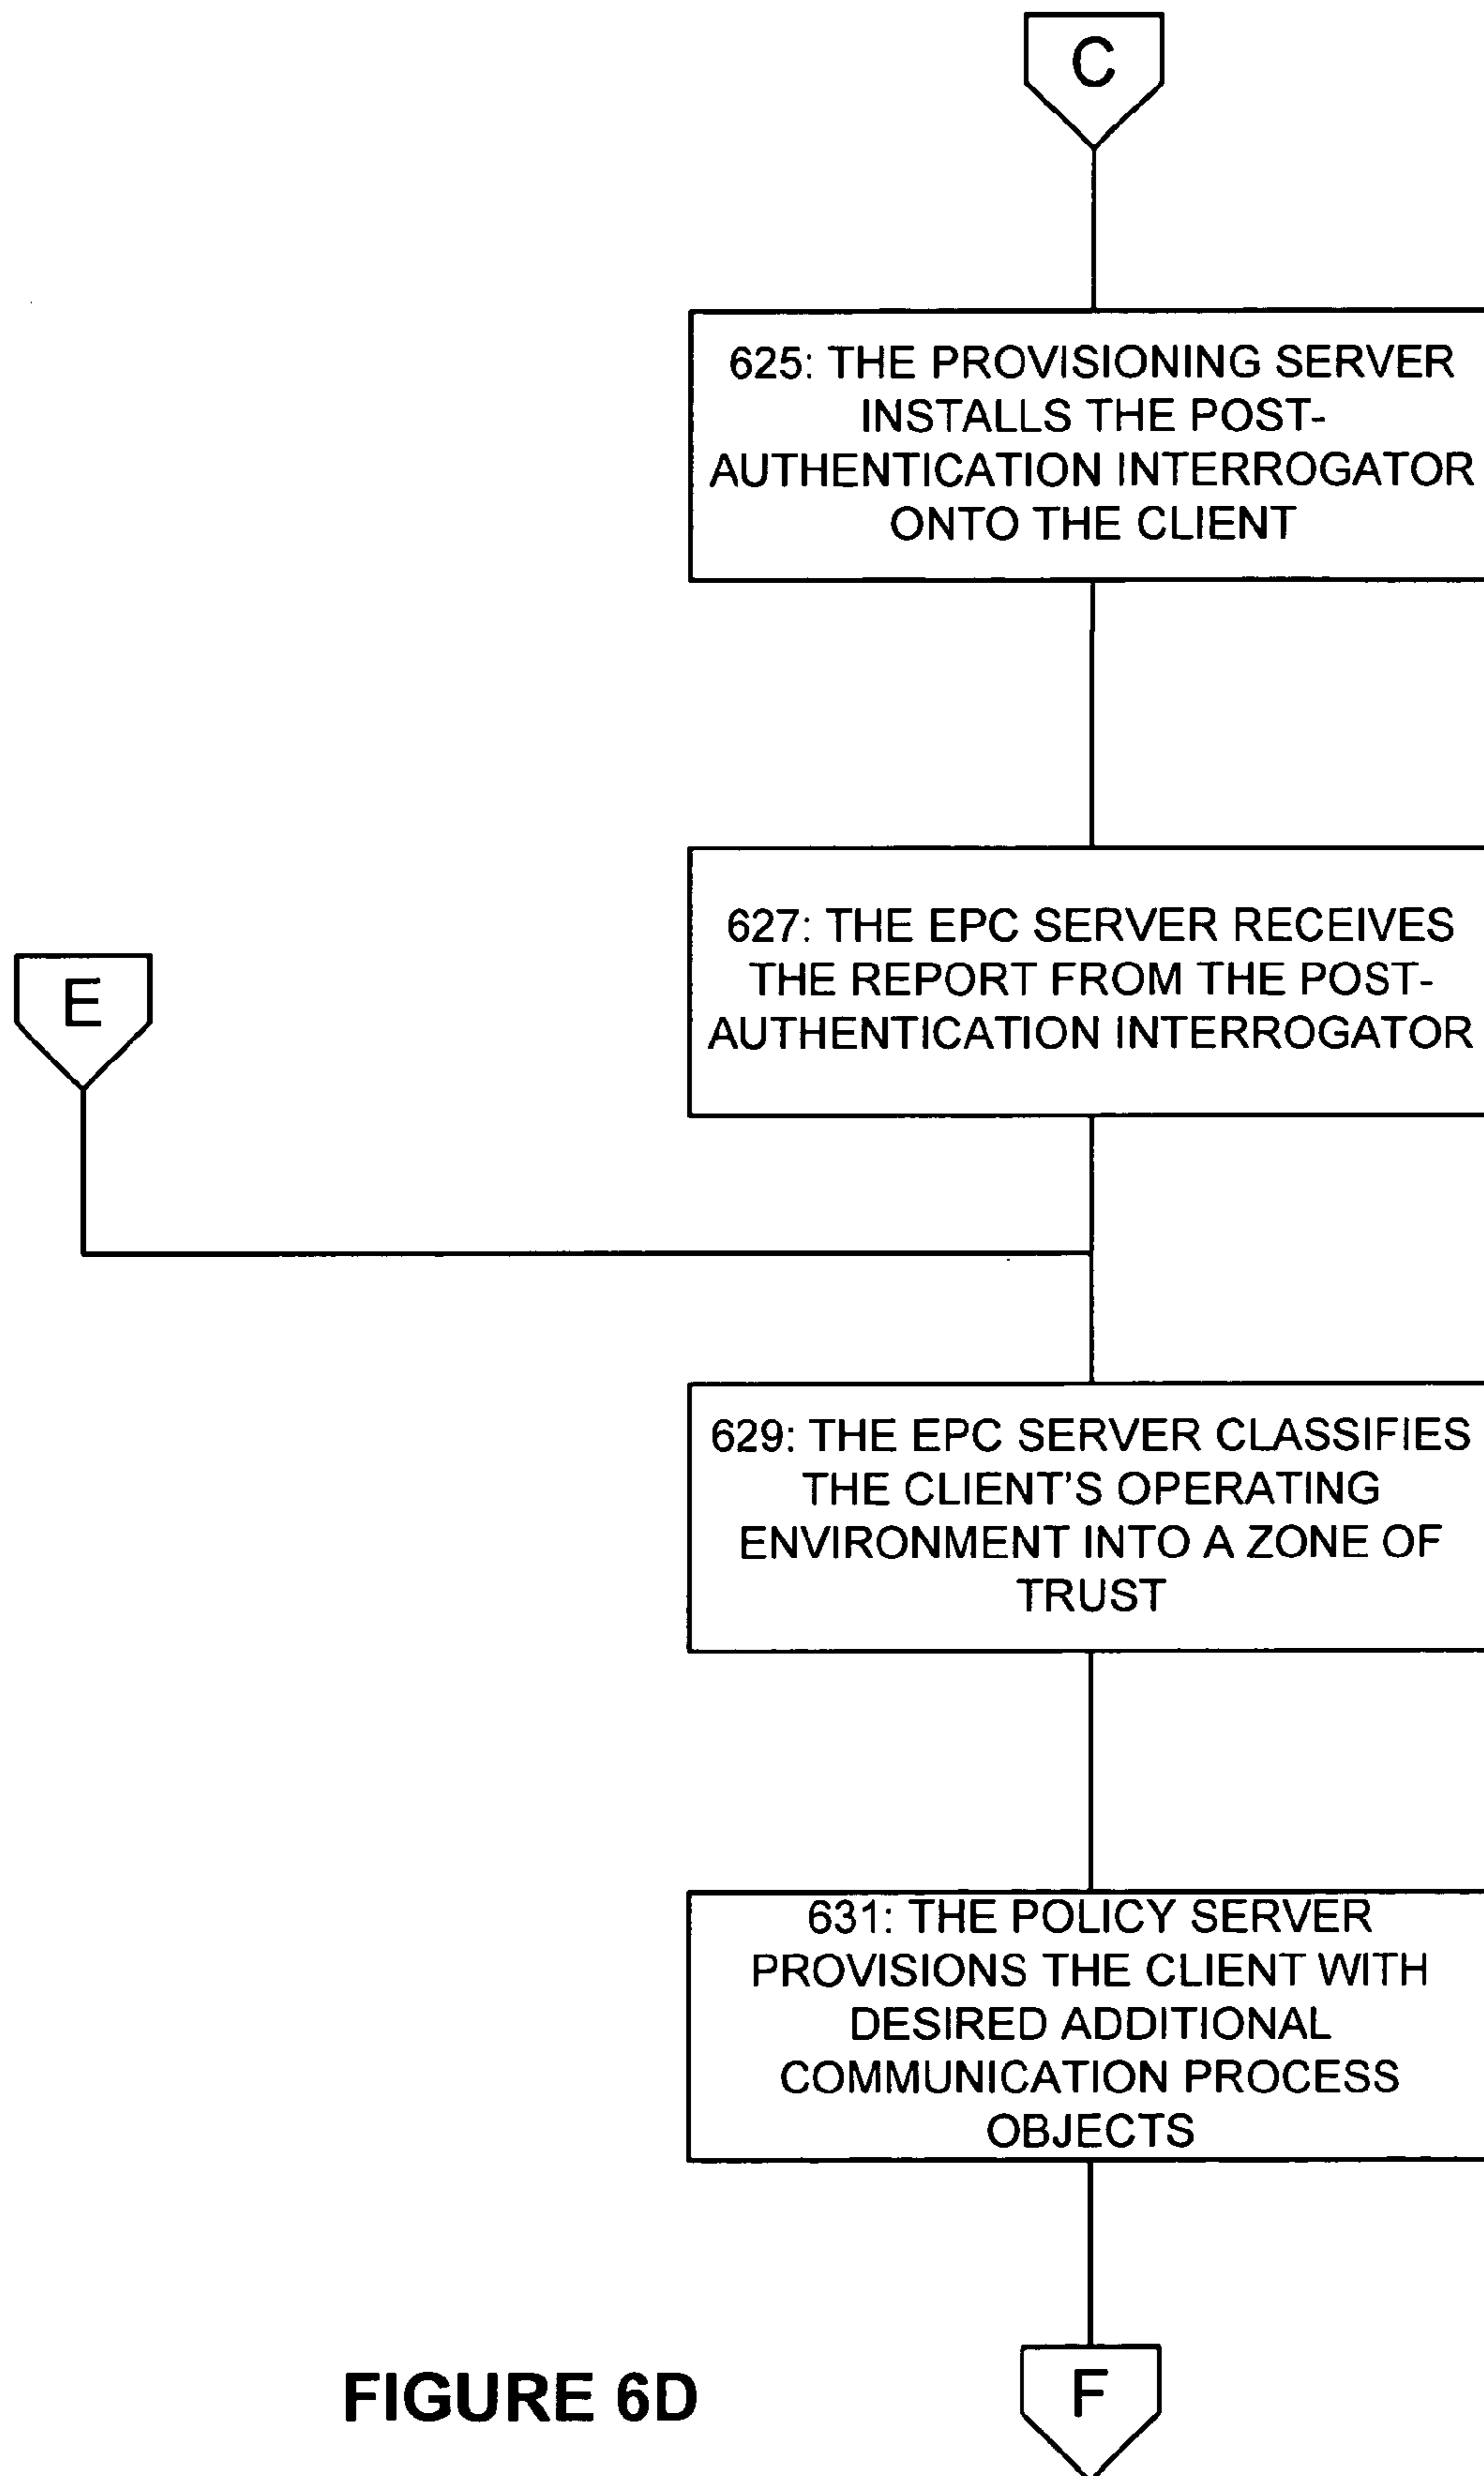 C
625: THE PROVISIONING SERVER
INSTALLS THE POST-
AUTHENTICATION INTERROGATOR
ONTO THE CLIENT
627: THE EPC SERVER RECEIVES
THE REPORT FROM THE POST-
AUTHENTICATION INTERROGATOR
E
629: THE EPC SERVER CLASSIFIES
THE CLIENT'S OPERATING
ENVIRONMENT INTO A ZONE OF
TRUST
631: THE POLICY SERVER
PROVISIONS THE CLIENT WITH
DESIRED ADDITIONAL
COMMUNICATION PROCESS
OBJECTS
FIGURE 6D
F